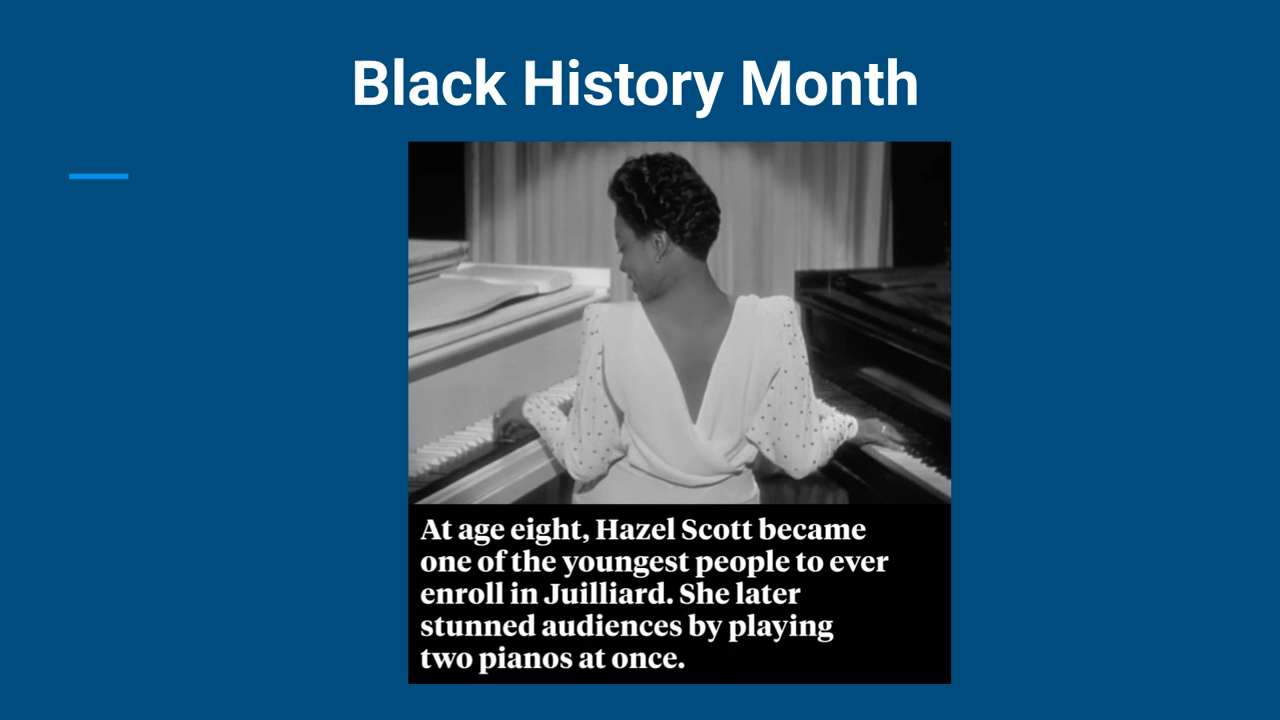 Black History Month
At age eight, Hazel Scott became
one of the youngest people to ever
enroll in Juilliard. She later
stunned audiences by playing
two pianos at once.